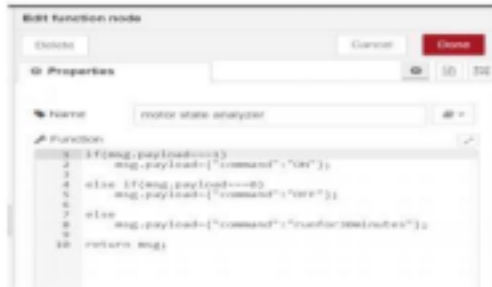 Edit function node
Delete
Cancel
Done
Properties
Name
motor state analyzer
Function
1 if(msg.payload===1)
2 msg.payload={"command":"ON"};
3
4 else if(msg.payload===0)
5 msg.payload={"command":"OFF"};
6
7 else
8 msg.payload={"command":"runfor30minutes"};
9
10 return msg;